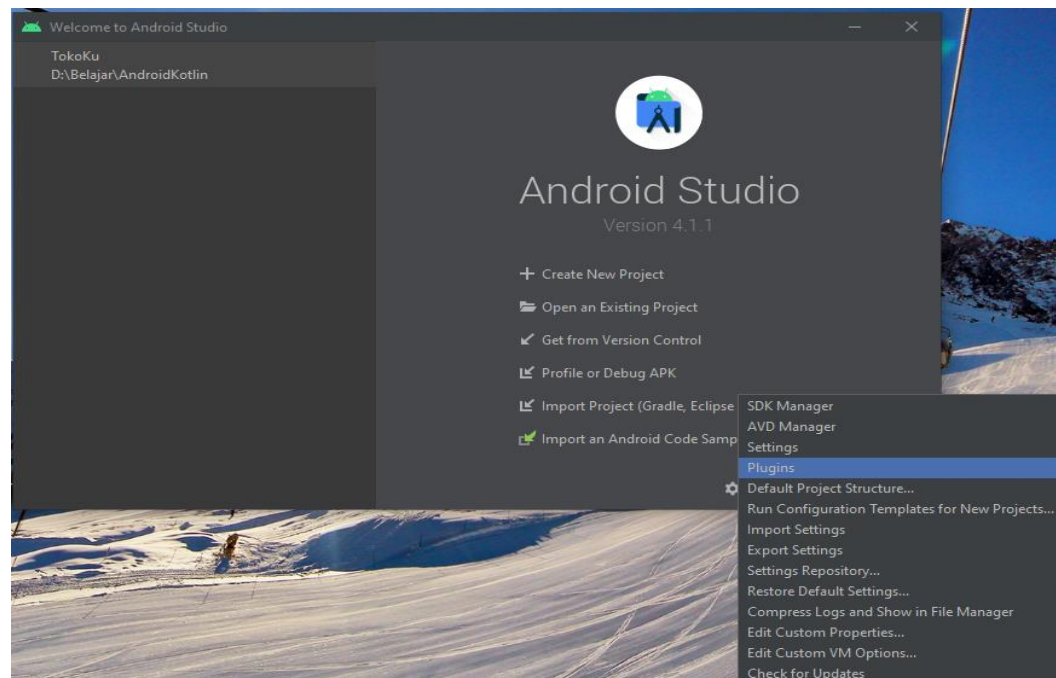 Welcome to Android Studio
TokoKu
D:\Belajar\AndroidKotlin
Android Studio
Version 4.1.1
Create New Project
Open an Existing Project
Get from Version Control
Profile or Debug APK
Import Project (Gradle, Eclipse
Import an Android Code Samp
SDK Manager
AVD Manager
Settings
Plugins
Default Project Structure...
Run Configuration Templates for New Projects...
Import Settings
Export Settings
Settings Repository...
Restore Default Settings...
Compress Logs and Show in File Manager
Edit Custom Properties...
Edit Custom VM Options...
Check for Updates